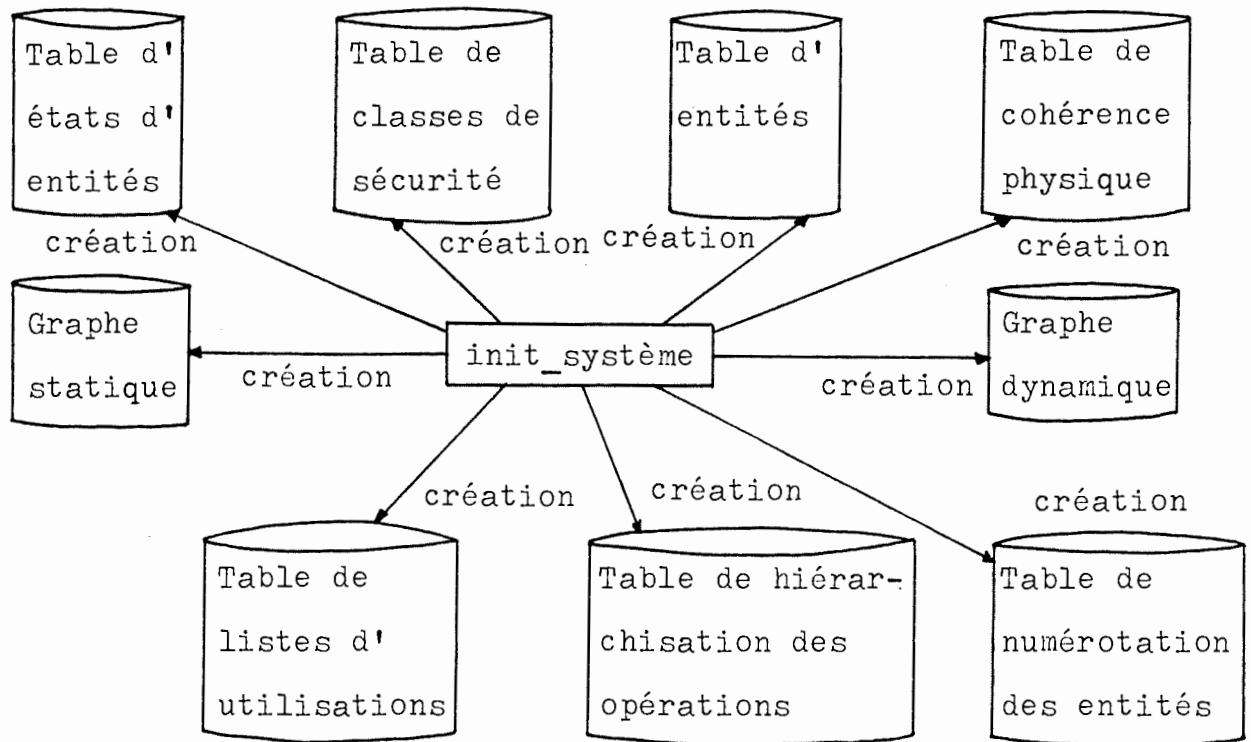 Table d'
états d'
entités
Table de
classes de
sécurité
Table d'
entités
Table de
cohérence
physique
création
création
création
création
Graphe
statique
création
init_système
création
Graphe
dynamique
création
création
création
Table de
listes d'
utilisations
Table de hiérar-
chisation des
opérations
Table de
numérotation
des entités